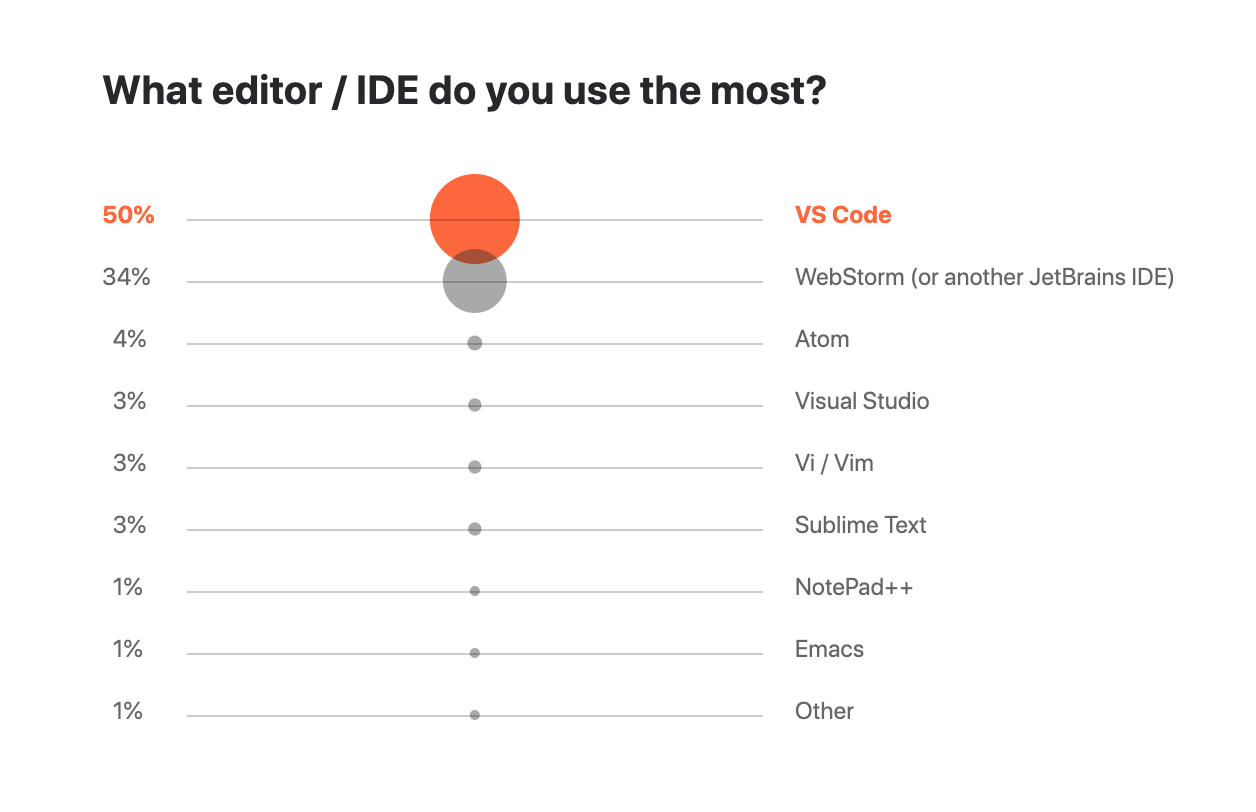 What editor / IDE do you use the most?
50% VS Code
34% WebStorm (or another JetBrains IDE)
4% Atom
3% Visual Studio
3% Vi / Vim
3% Sublime Text
1% NotePad++
1% Emacs
1% Other